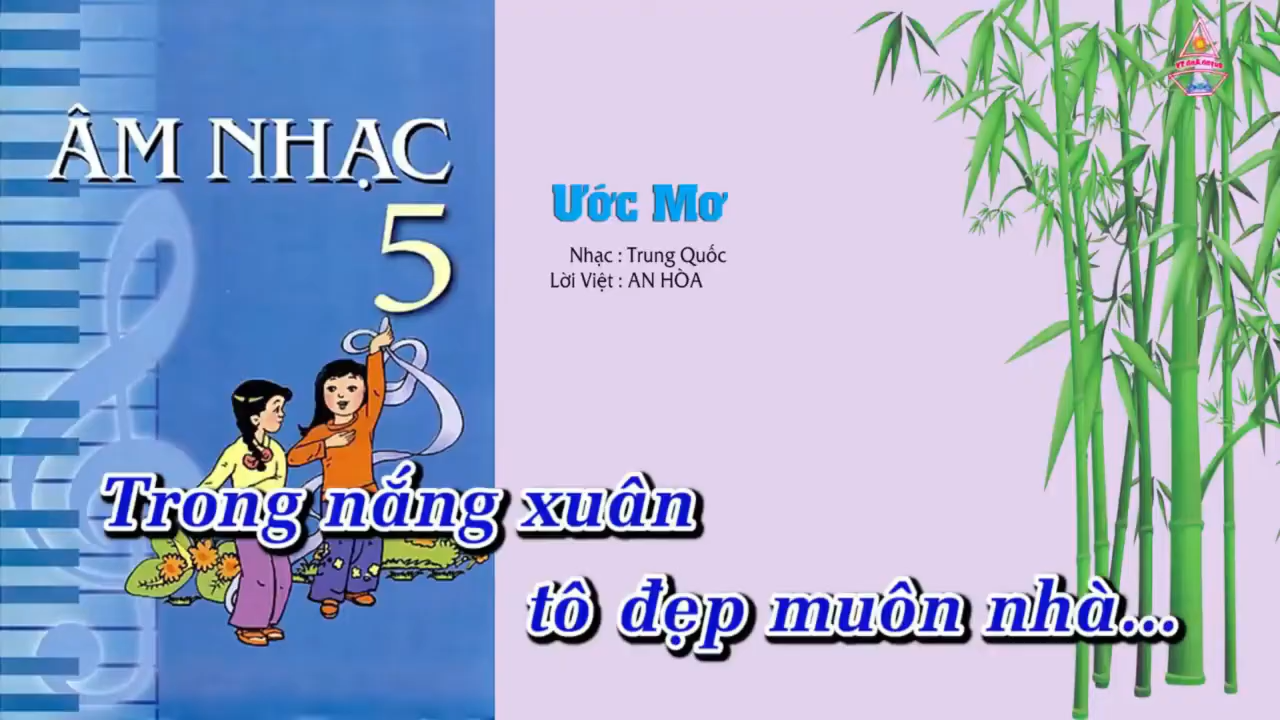 ÂM NHẠC
5
Ước Mơ
Nhạc : Trung Quốc
Lời Việt : AN HÒA
Trong nắng xuân
tô đẹp muôn nhà...